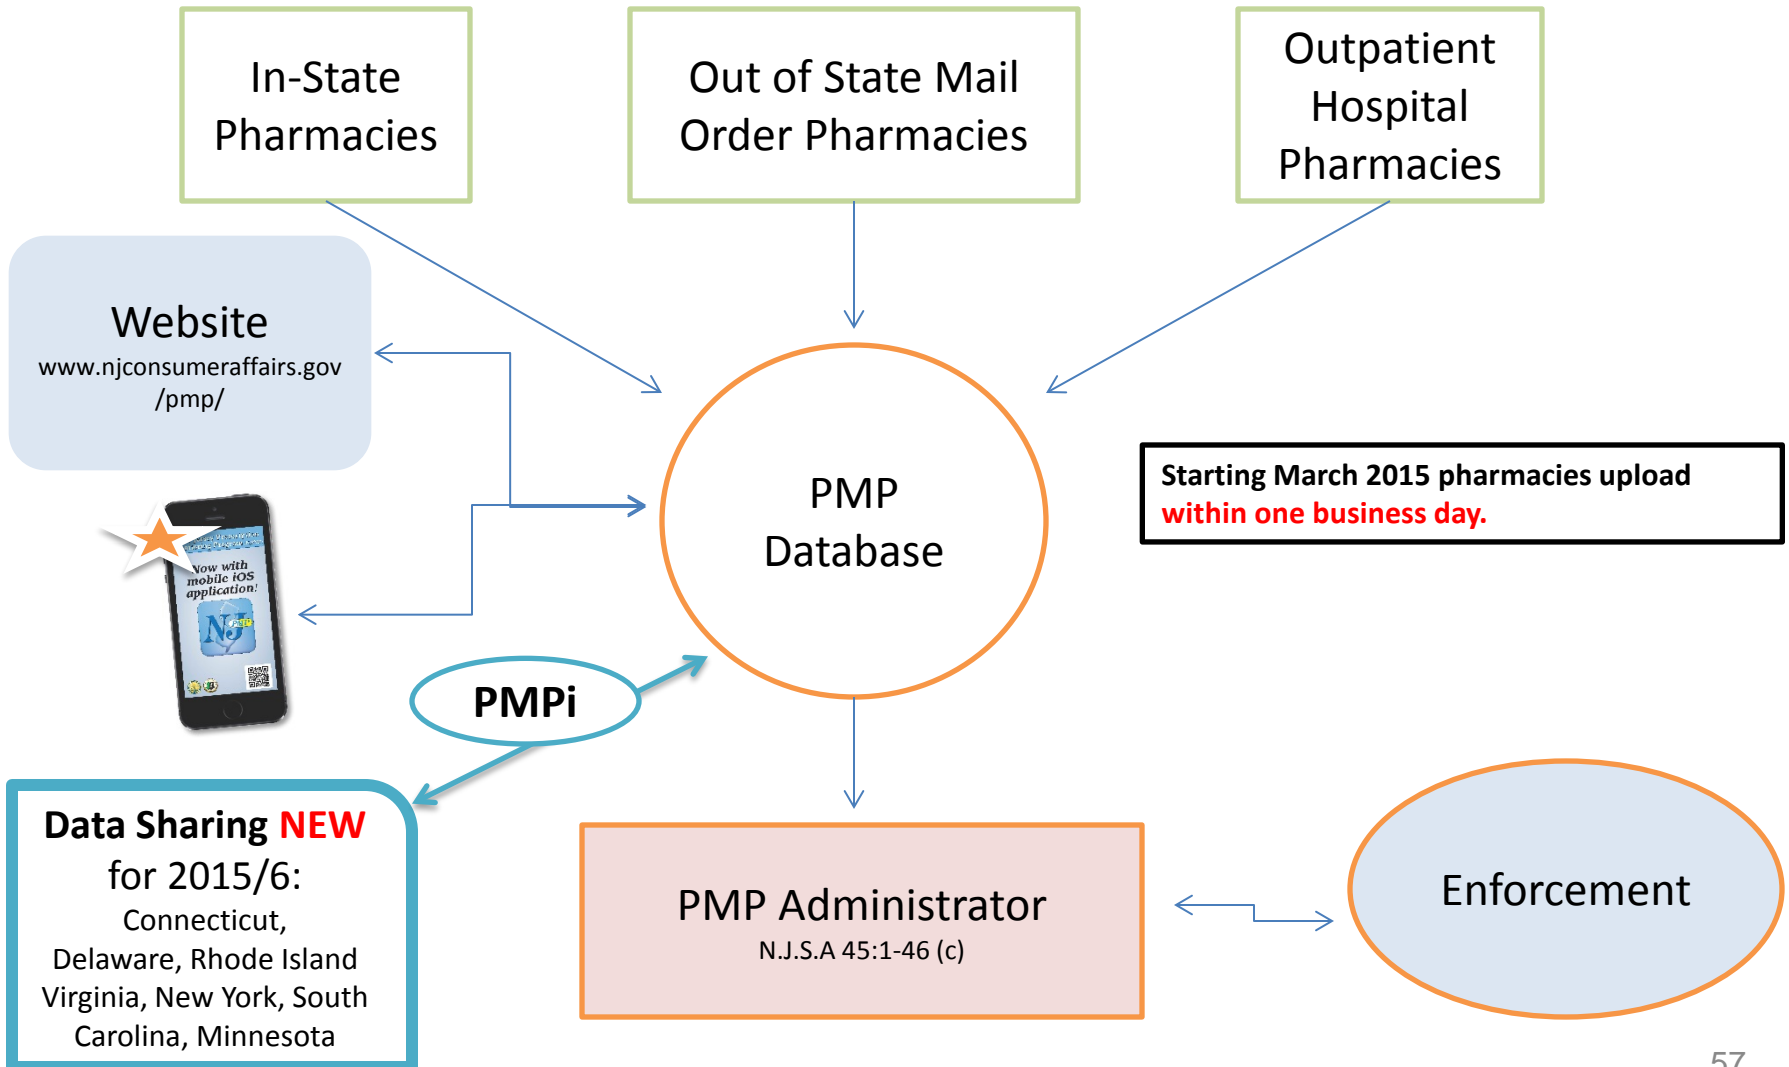 In-State
Pharmacies
Out of State Mail
Order Pharmacies
Outpatient
Hospital
Pharmacies
Website
www.njconsumeraffairs.gov
/pmp/
PMP
Database
Starting March 2015 pharmacies upload
within one business day.
Now with
mobile iOS
application!
NJ
PMPi
Data Sharing NEW
for 2015/6:
Connecticut,
Delaware, Rhode Island
Virginia, New York, South
Carolina, Minnesota
PMP Administrator
N.J.S.A 45:1-46 (c)
Enforcement
57